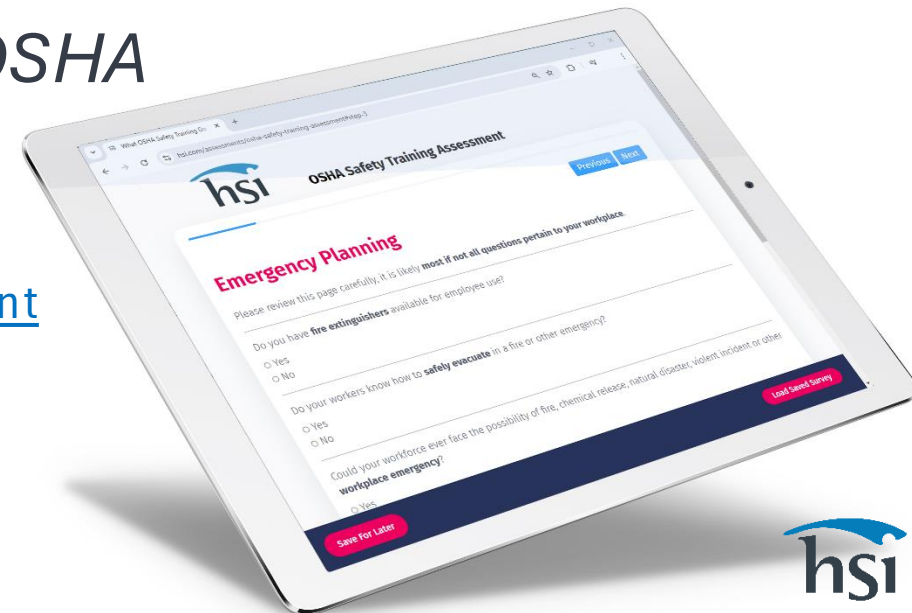 OSHA
nt
What OSHA Safety Training Do
hsi.com/assessments/osha-safety-training-assessment?step=1
hsi
OSHA Safety Training Assessment
Previous
Next
Emergency Planning
Please review this page carefully, it is likely most if not all questions pertain to your workplace.
Do you have fire extinguishers available for employee use?
Yes
No
Do your workers know how to safely evacuate in a fire or other emergency?
Yes
No
Could your workforce ever face the possibility of fire, chemical release, natural disaster, violent incident or other
workplace emergency?
Yes
Load Saved Survey
Save For Later
hsi